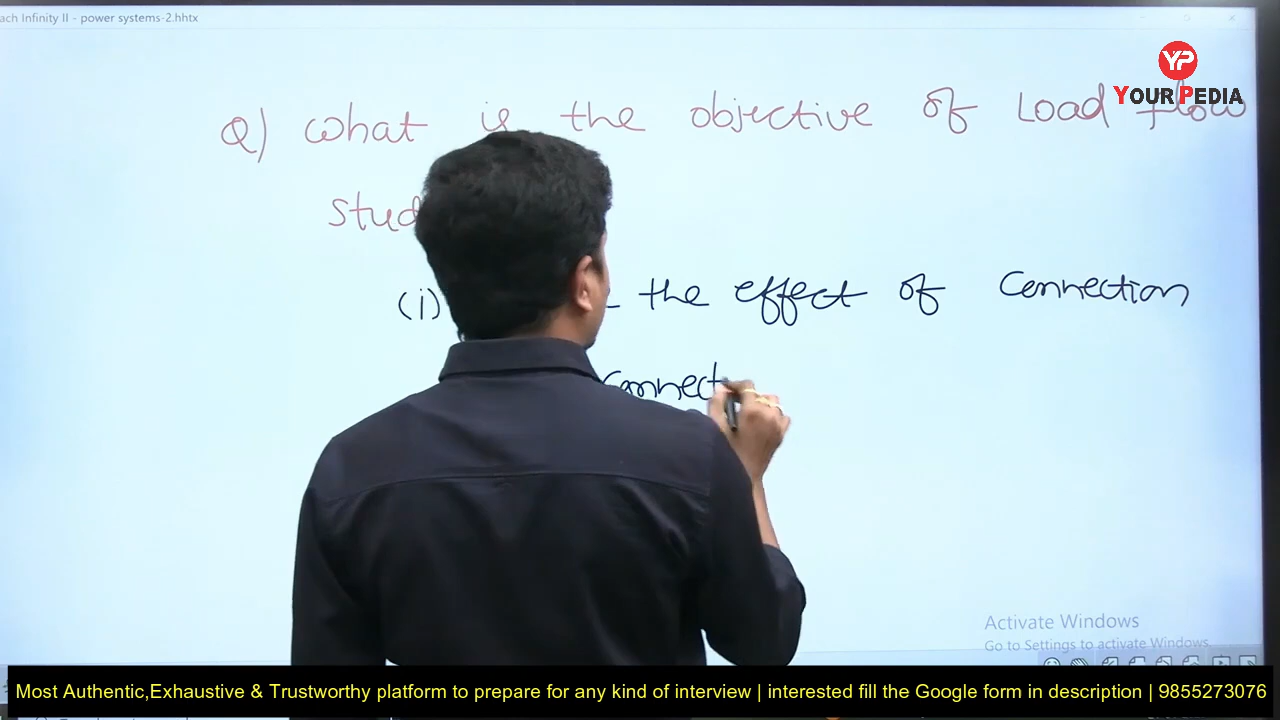 ach Infinity II - power systems-2.hhtx
YP
YOUR PEDIA
Q) What is the objective of Load flow
stud
(i) the effect of Connection
Connect
Activate Windows
Go to Settings to activate Windows.
Most Authentic,Exhaustive & Trustworthy platform to prepare for any kind of interview | interested fill the Google form in description | 9855273076